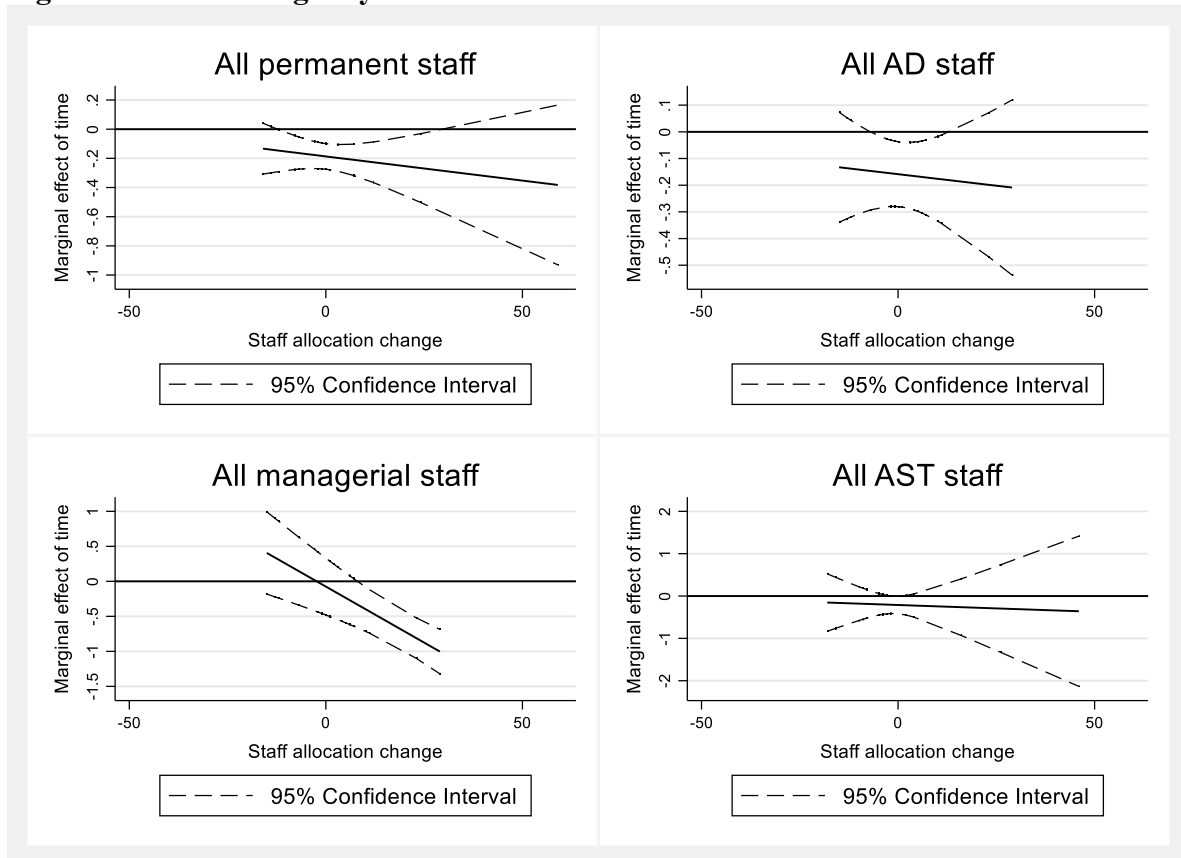 All permanent staff
Marginal effect of time
.2
0
-.2
-.4
-.6
-.8
-1
-50
0
50
Staff allocation change
95% Confidence Interval
All AD staff
Marginal effect of time
.1
0
-.1
-.2
-.3
-.4
-.5
-50
0
50
Staff allocation change
95% Confidence Interval
All managerial staff
Marginal effect of time
1
.5
0
-.5
-1
-1.5
-50
0
50
Staff allocation change
95% Confidence Interval
All AST staff
Marginal effect of time
2
1
0
-1
-2
-50
0
50
Staff allocation change
95% Confidence Interval